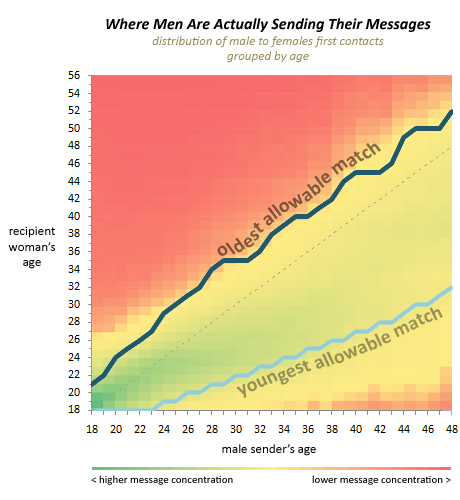 Where Men Are Actually Sending Their Messages
distribution of male to females first contacts
grouped by age
56
54
52
50
48
46
44
42
40
38
36
34
32
30
28
26
24
22
20
18
recipient
woman's
age
oldest allowable match
youngest allowable match
18 20 22 24 26 28 30 32 34 36 38 40 42 44 46 48
male sender's age
< higher message concentration
lower message concentration >